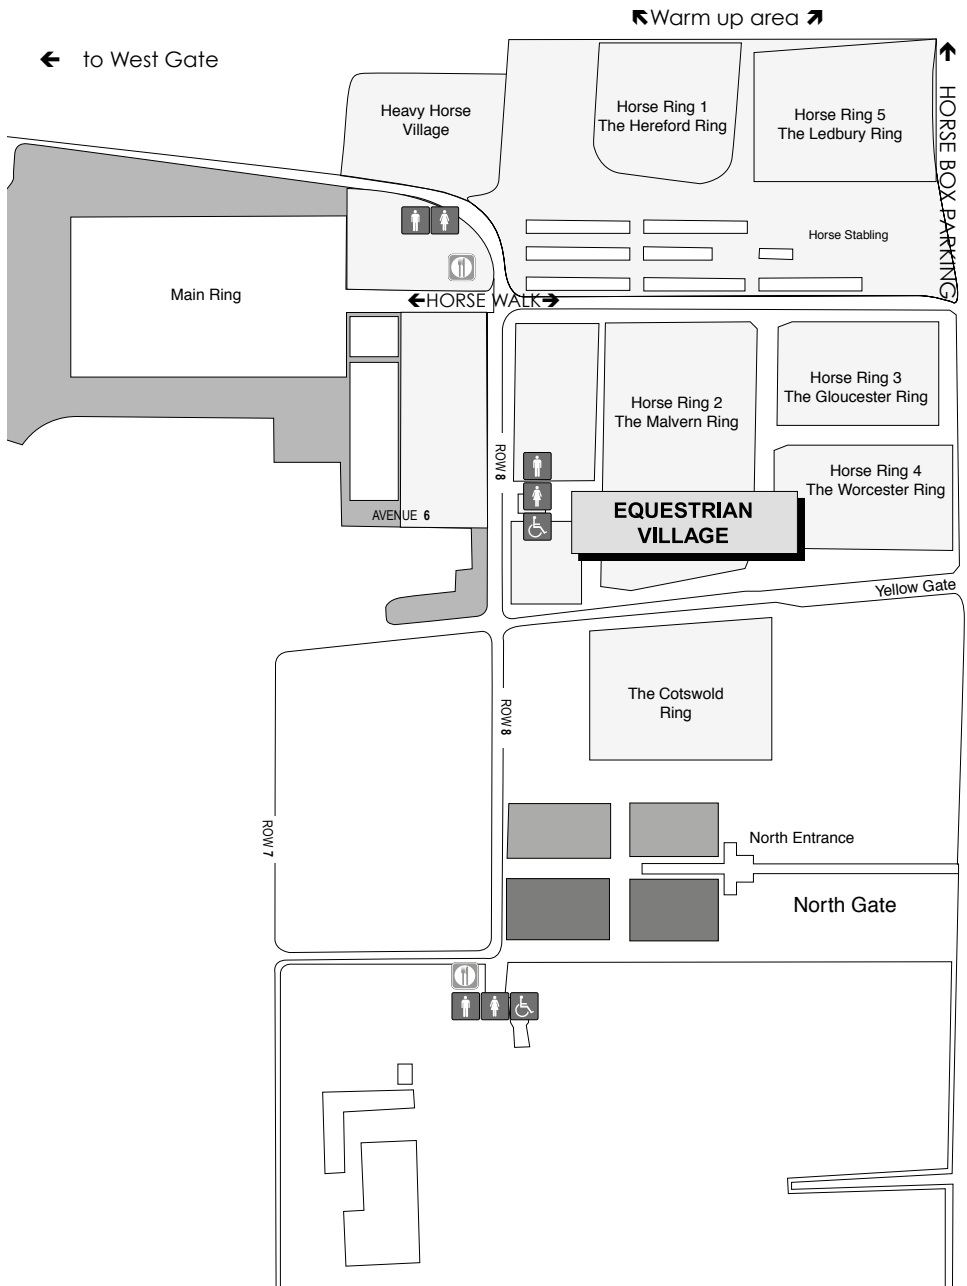 Warm up area
to West Gate
HORSE BOX PARKING
Heavy Horse
Village
Horse Ring 1
The Hereford Ring
Horse Ring 5
The Ledbury Ring
Horse Stabling
Main Ring
HORSE WALK
Horse Ring 2
The Malvern Ring
Horse Ring 3
The Gloucester Ring
ROW 8
Horse Ring 4
The Worcester Ring
AVENUE 6
EQUESTRIAN
VILLAGE
Yellow Gate
The Cotswold
Ring
ROW 8
ROW 7
North Entrance
North Gate